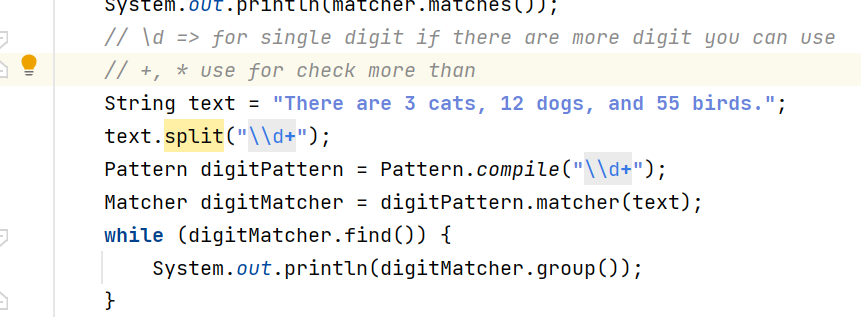 System.out.println(matcher.matches());
// \d => for single digit if there are more digit you can use
// +, * use for check more than
String text = "There are 3 cats, 12 dogs, and 55 birds.";
text.split("\\d+");
Pattern digitPattern = Pattern.compile("\\d+");
Matcher digitMatcher = digitPattern.matcher(text);
while (digitMatcher.find()) {
System.out.println(digitMatcher.group());
}